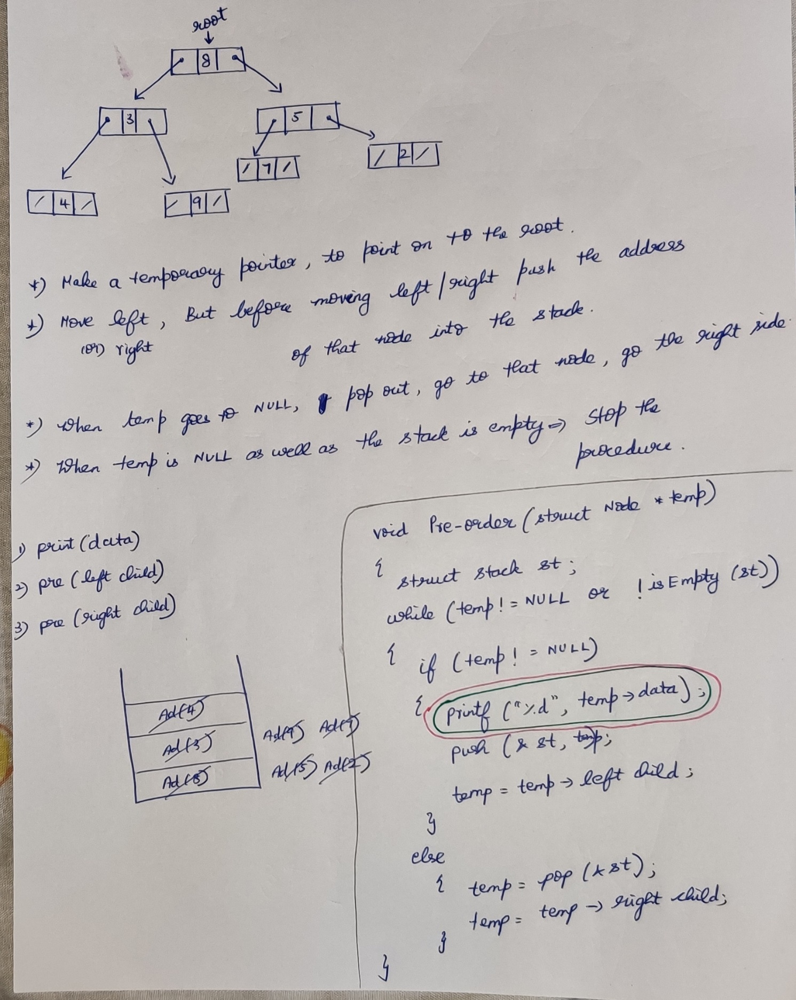 root
8
3
5
7
2
4
9
*) Make a temporary pointer, to point on to the root.
*) Move left, But before moving left/right push the address
(or) right of that node into the stack.
*) When temp goes to NULL, pop out, go to that node, go the right side.
*) When temp is NULL as well as the stack is empty => stop the
procedure.
1) print (data)
2) pre (left child)
3) pre (right child)
Ad(4)
Ad(3)
Ad(8)
Ad(9) Ad(7)
Ad(5) Ad(2)
void Pre-order (struct Node * temp)
{
struct stack st;
while (temp != NULL or !isEmpty (st))
{ if (temp != NULL)
{ printf ("%d", temp->data);
push (& st, temp;
temp = temp -> left child;
}
else
{ temp = pop (&st);
temp = temp -> right child;
}
}